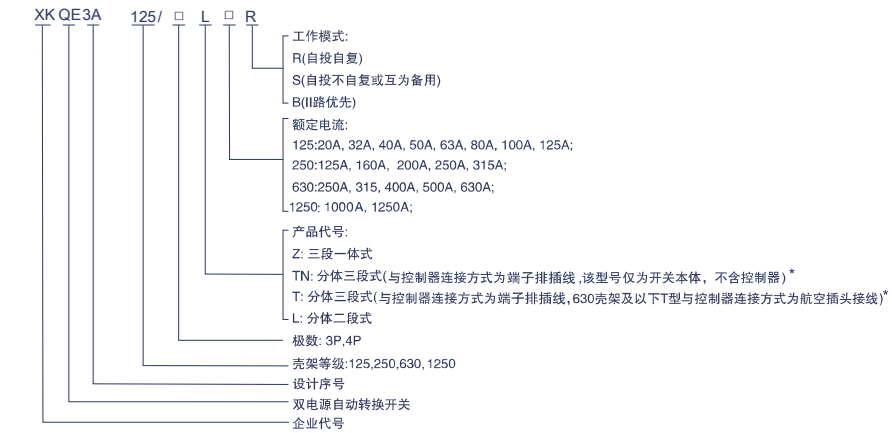 XK QE3A 125/ □ L □ R
工作模式:
R(自投自复)
S(自投不自复或互为备用)
B(II路优先)
额定电流:
125:20A, 32A, 40A, 50A, 63A, 80A, 100A, 125A;
250:125A, 160A, 200A, 250A, 315A;
630:250A, 315, 400A, 500A, 630A;
1250: 1000A, 1250A;
产品代号:
Z: 三段一体式
TN: 分体三段式(与控制器连接方式为端子排插线,该型号仅为开关本体，不含控制器) *
T: 分体三段式(与控制器连接方式为端子排插线,630壳架及以下T型与控制器连接方式为航空插头接线)*
L: 分体二段式
极数: 3P,4P
壳架等级:125,250,630,1250
设计序号
双电源自动转换开关
企业代号